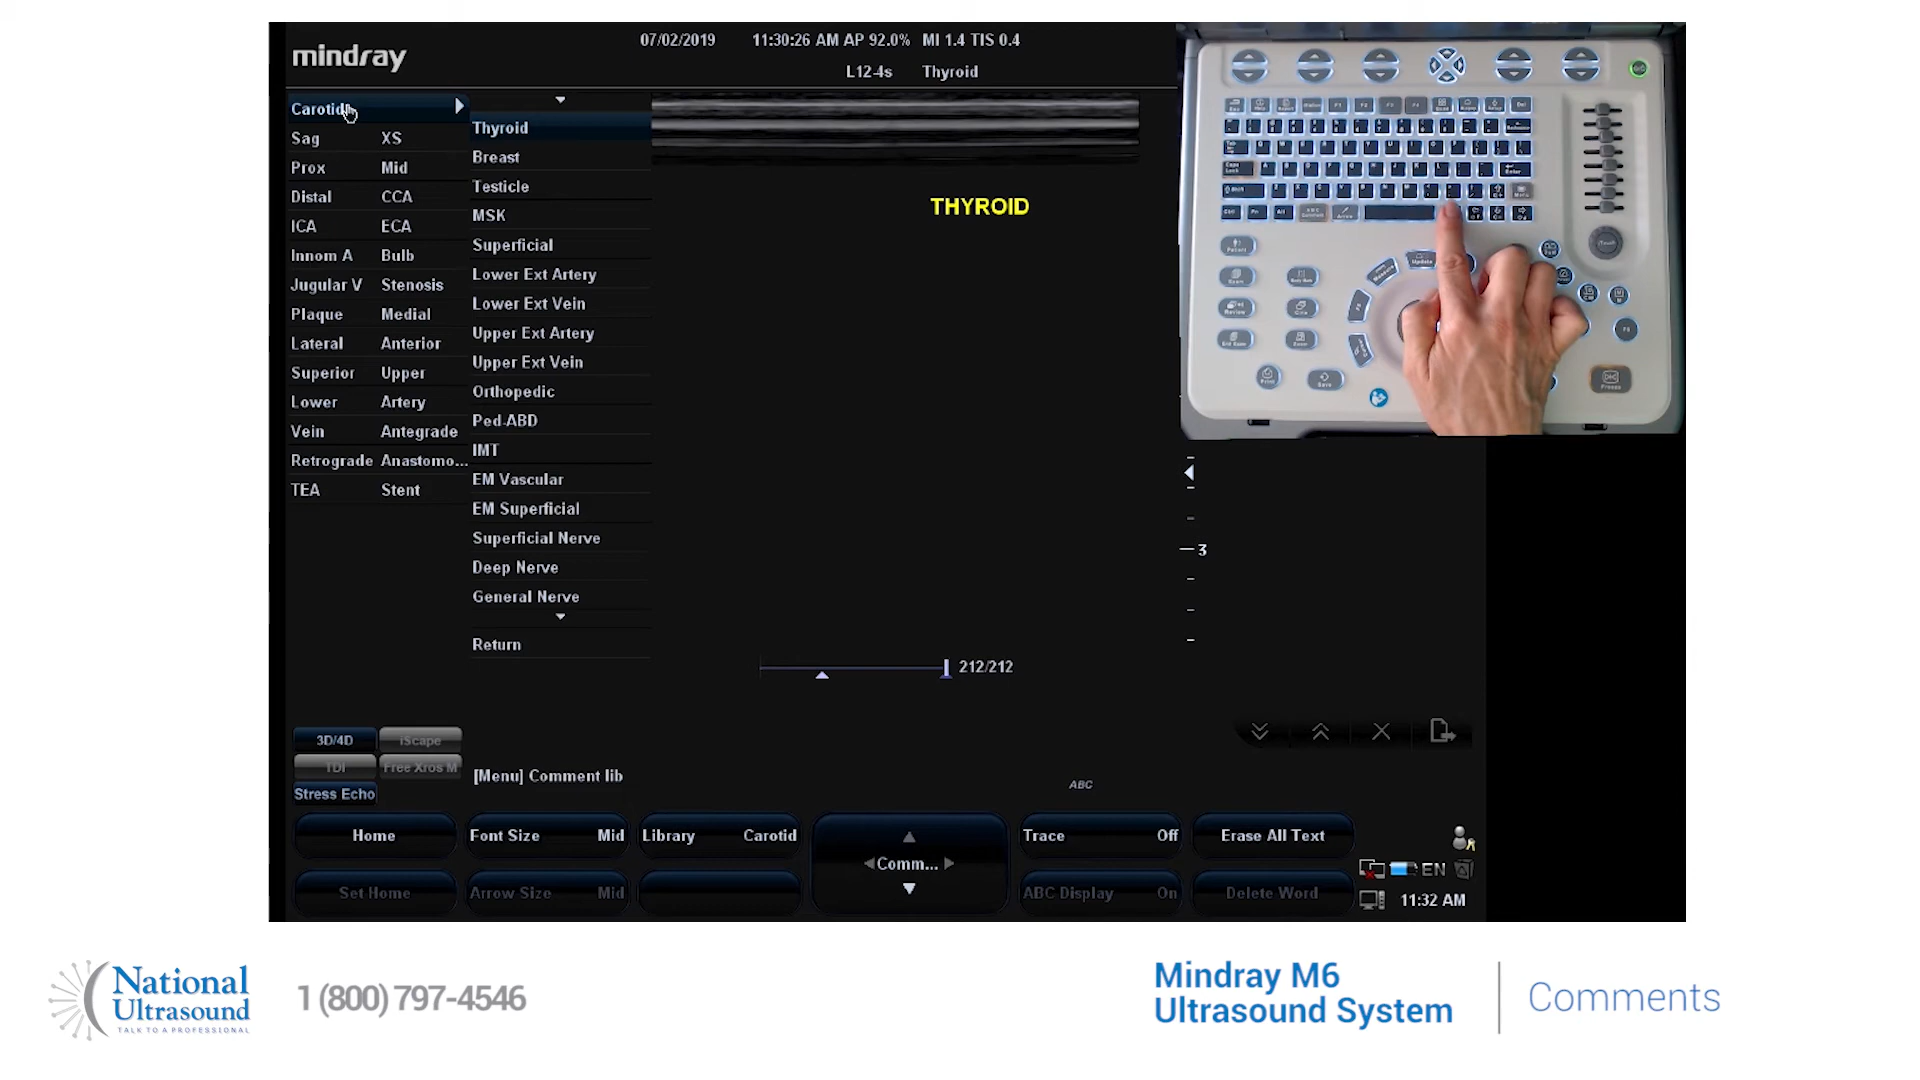 mindray
07/02/2019 11:30:26 AM AP 92.0% MI 1.4 TIS 0.4
L12-4s Thyroid
Carotid
Sag XS
Prox Mid
Distal CCA
ICA ECA
Innom A Bulb
Jugular V Stenosis
Plaque Medial
Lateral Anterior
Superior Upper
Lower Artery
Vein Antegrade
Retrograde Anastomo...
TEA Stent
Thyroid
Breast
Testicle
MSK
Superficial
Lower Ext Artery
Lower Ext Vein
Upper Ext Artery
Upper Ext Vein
Orthopedic
Ped-ABD
IMT
EM Vascular
EM Superficial
Superficial Nerve
Deep Nerve
General Nerve
Return
THYROID
3
212/212
3D/4D iScape
TDI Free Xros M
Stress Echo
[Menu] Comment lib
ABC
Home
Font Size Mid
Library Carotid
Comm...
Trace Off
Erase All Text
Set Home
Arrow Size Mid
ABC Display On
Delete Word
EN
11:32 AM
Update
Enter
National
Ultrasound
TALK TO A PROFESSIONAL
1 (800) 797-4546
Mindray M6
Ultrasound System
Comments